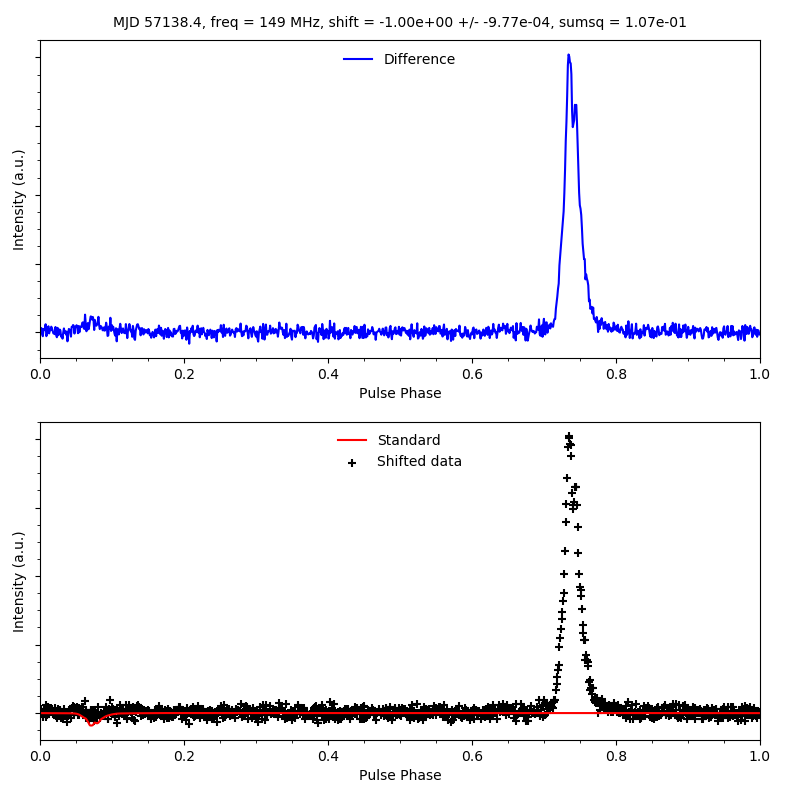 MJD 57138.4, freq = 149 MHz, shift = -1.00e+00 +/- -9.77e-04, sumsq = 1.07e-01
Difference
Intensity (a.u.)
0.0 0.2 0.4 0.6 0.8 1.0
Pulse Phase
Standard
Shifted data
Intensity (a.u.)
0.0 0.2 0.4 0.6 0.8 1.0
Pulse Phase